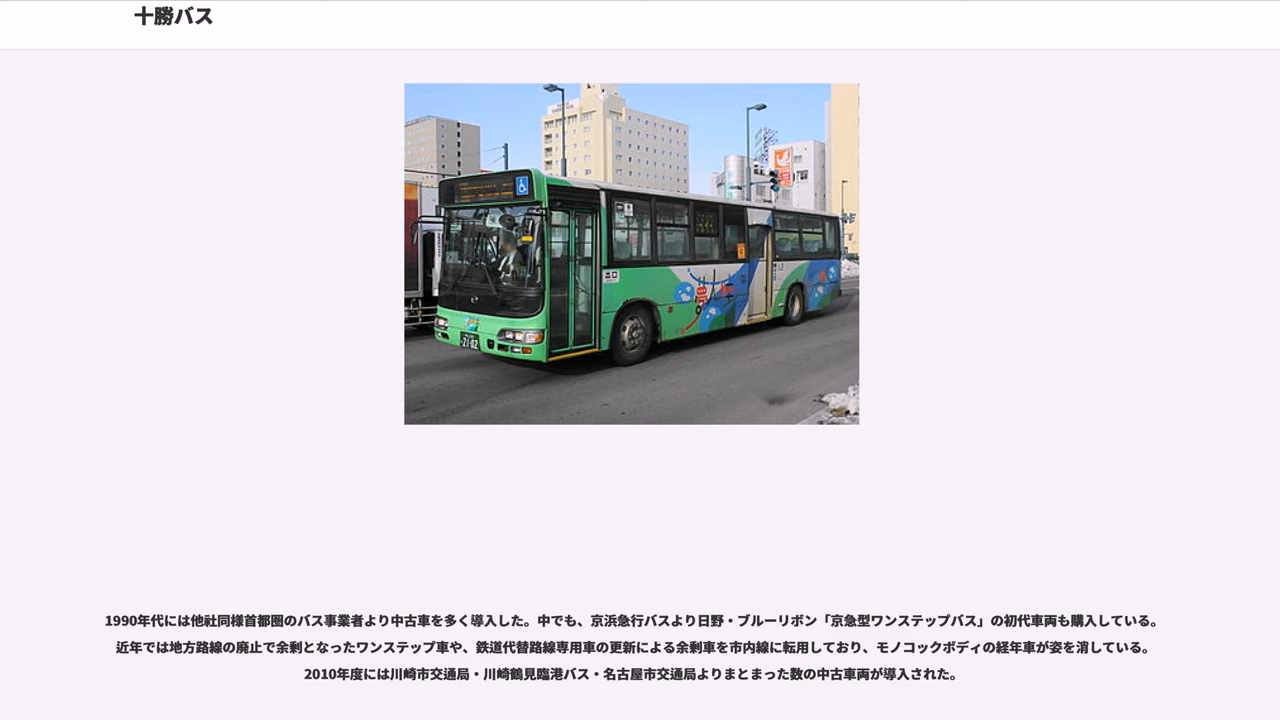 十勝バス
21-02
1990年代には他社同様首都圏のバス事業者より中古車を多く導入した。中でも、京浜急行バスより日野・ブルーリボン「京急型ワンステップバス」の初代車両も購入している。
近年では地方路線の廃止で余剰となったワンステップ車や、鉄道代替路線専用車の更新による余剰車を市内線に転用しており、モノコックボディの経年車が姿を消している。
2010年度には川崎市交通局・川崎鶴見臨港バス・名古屋市交通局よりまとまった数の中古車両が導入された。